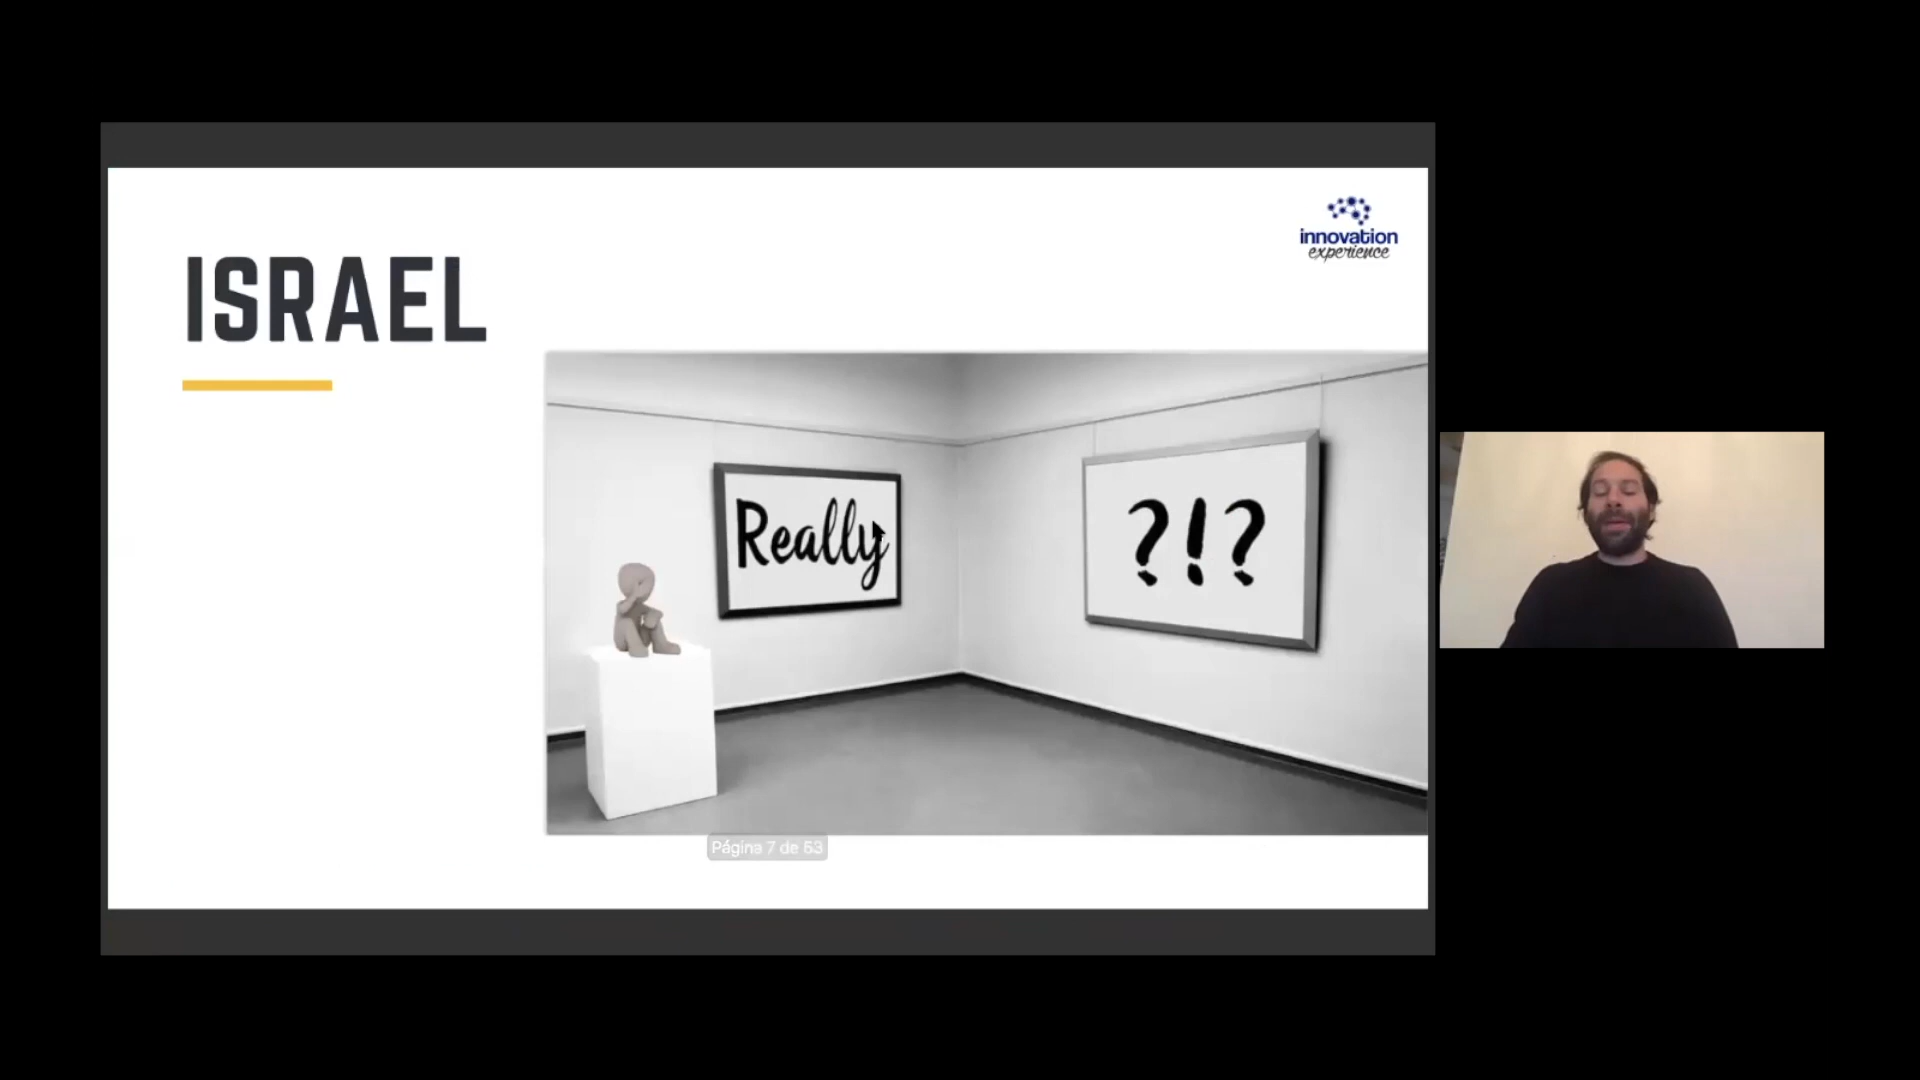 innovation
experience
ISRAEL
Really
?!?
Página 7 de 53